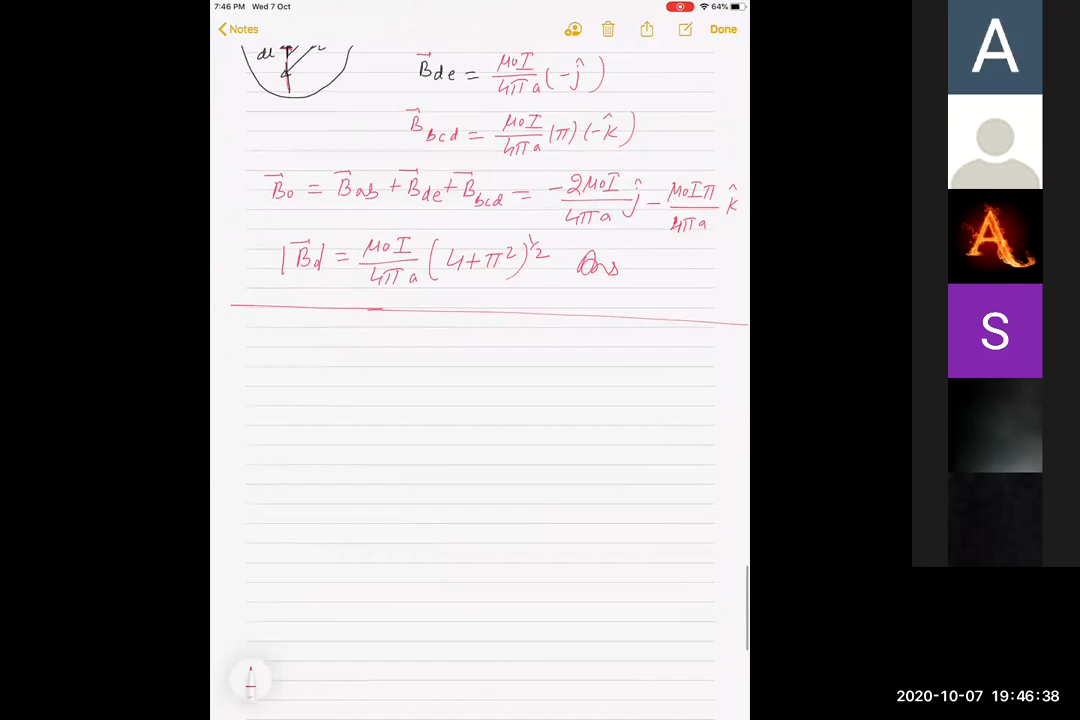 7:46 PM Wed 7 Oct
64%
Notes
Done
dl
B⃗de = μ₀I/4πa (-ĵ)
B⃗bcd = μ₀I/4πa (π) (-k̂)
B⃗o = B⃗ab + B⃗de + B⃗bcd = -2μ₀I/4πa ĵ - μ₀Iπ/4πa k̂
|B⃗d = μ₀I/4πa (4+π²)^1/2 Ans
A
A
S
2020-10-07 19:46:38